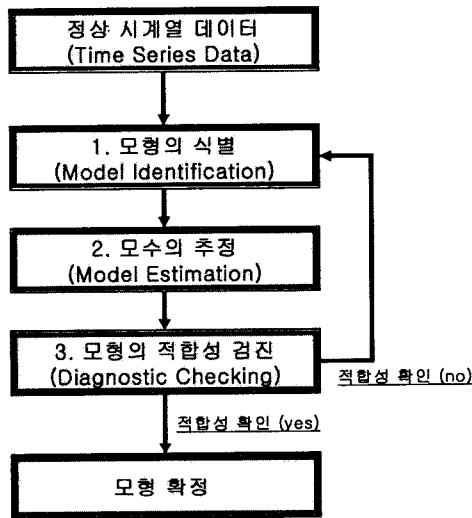 정상 시계열 데이터
(Time Series Data)
1. 모형의 식별
(Model Identification)
2. 모수의 추정
(Model Estimation)
3. 모형의 적합성 검진
(Diagnostic Checking)
적합성 확인 (no)
적합성 확인 (yes)
모형 확정